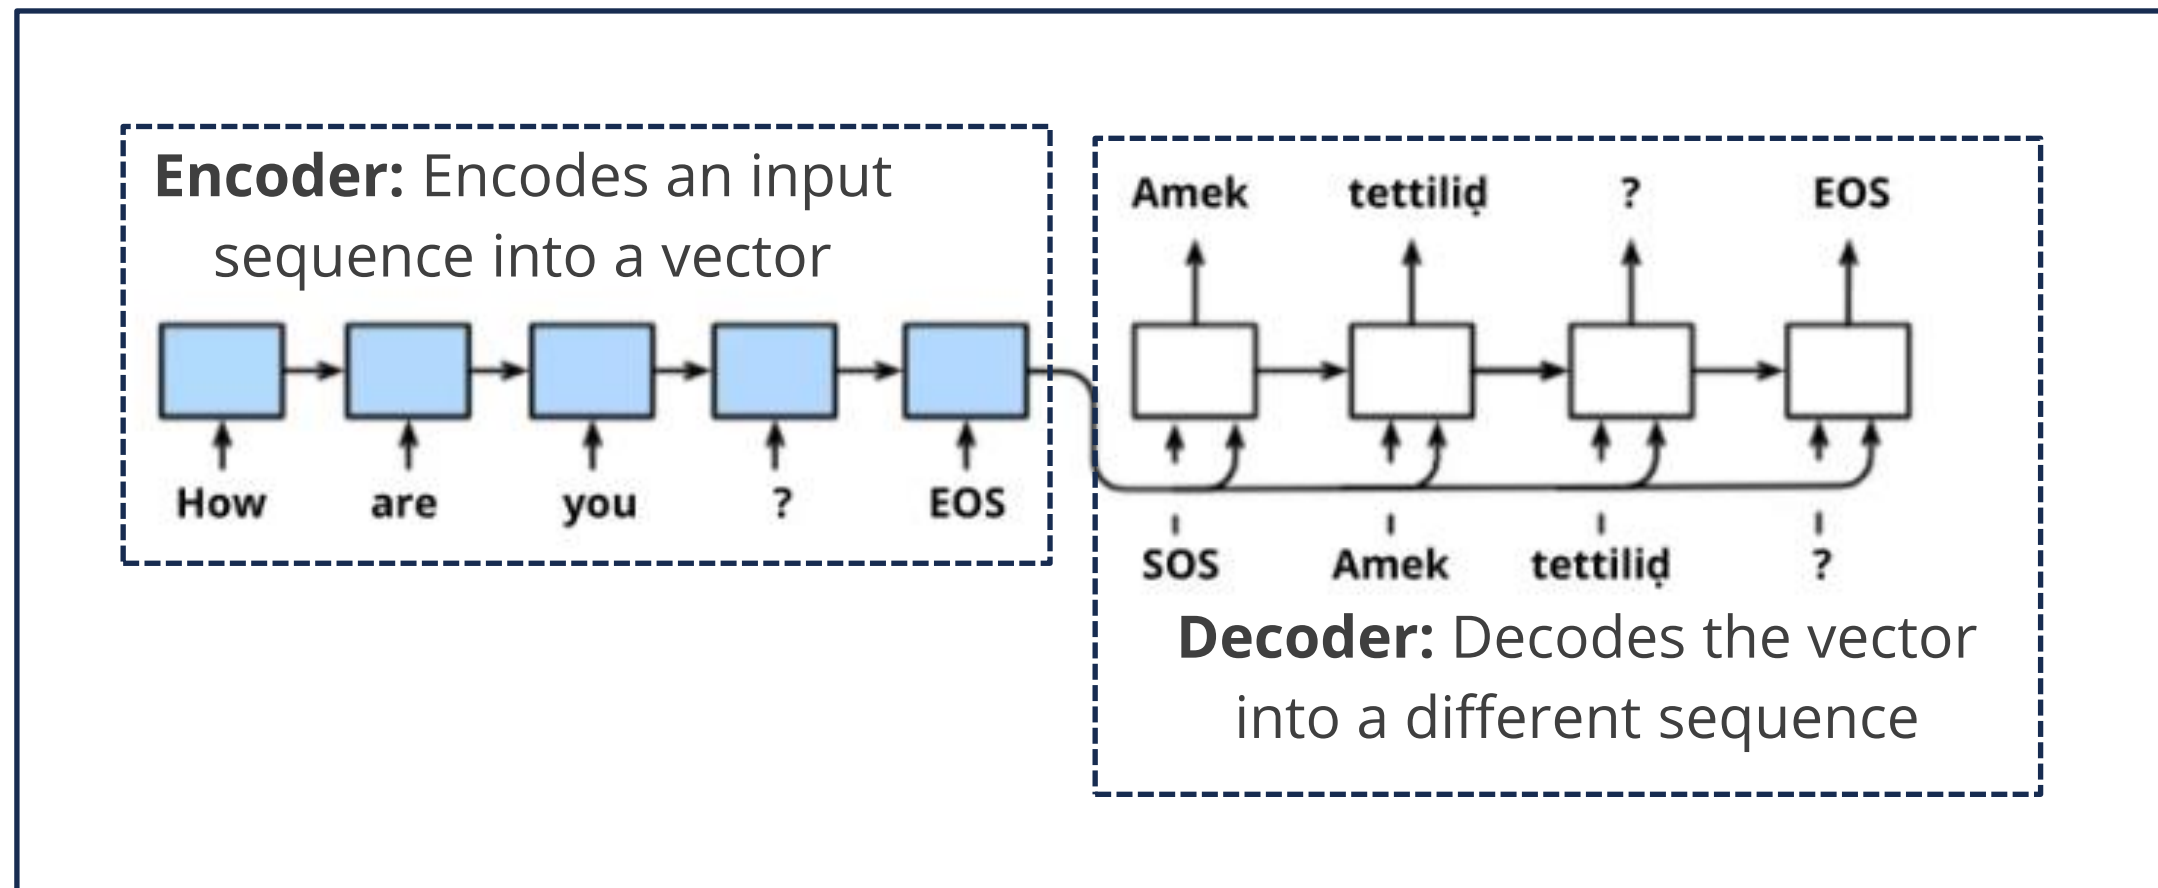 Encoder: Encodes an input
sequence into a vector
How are you ? EOS
Amek tettiliḍ ? EOS
SOS Amek tettiliḍ ?
Decoder: Decodes the vector
into a different sequence